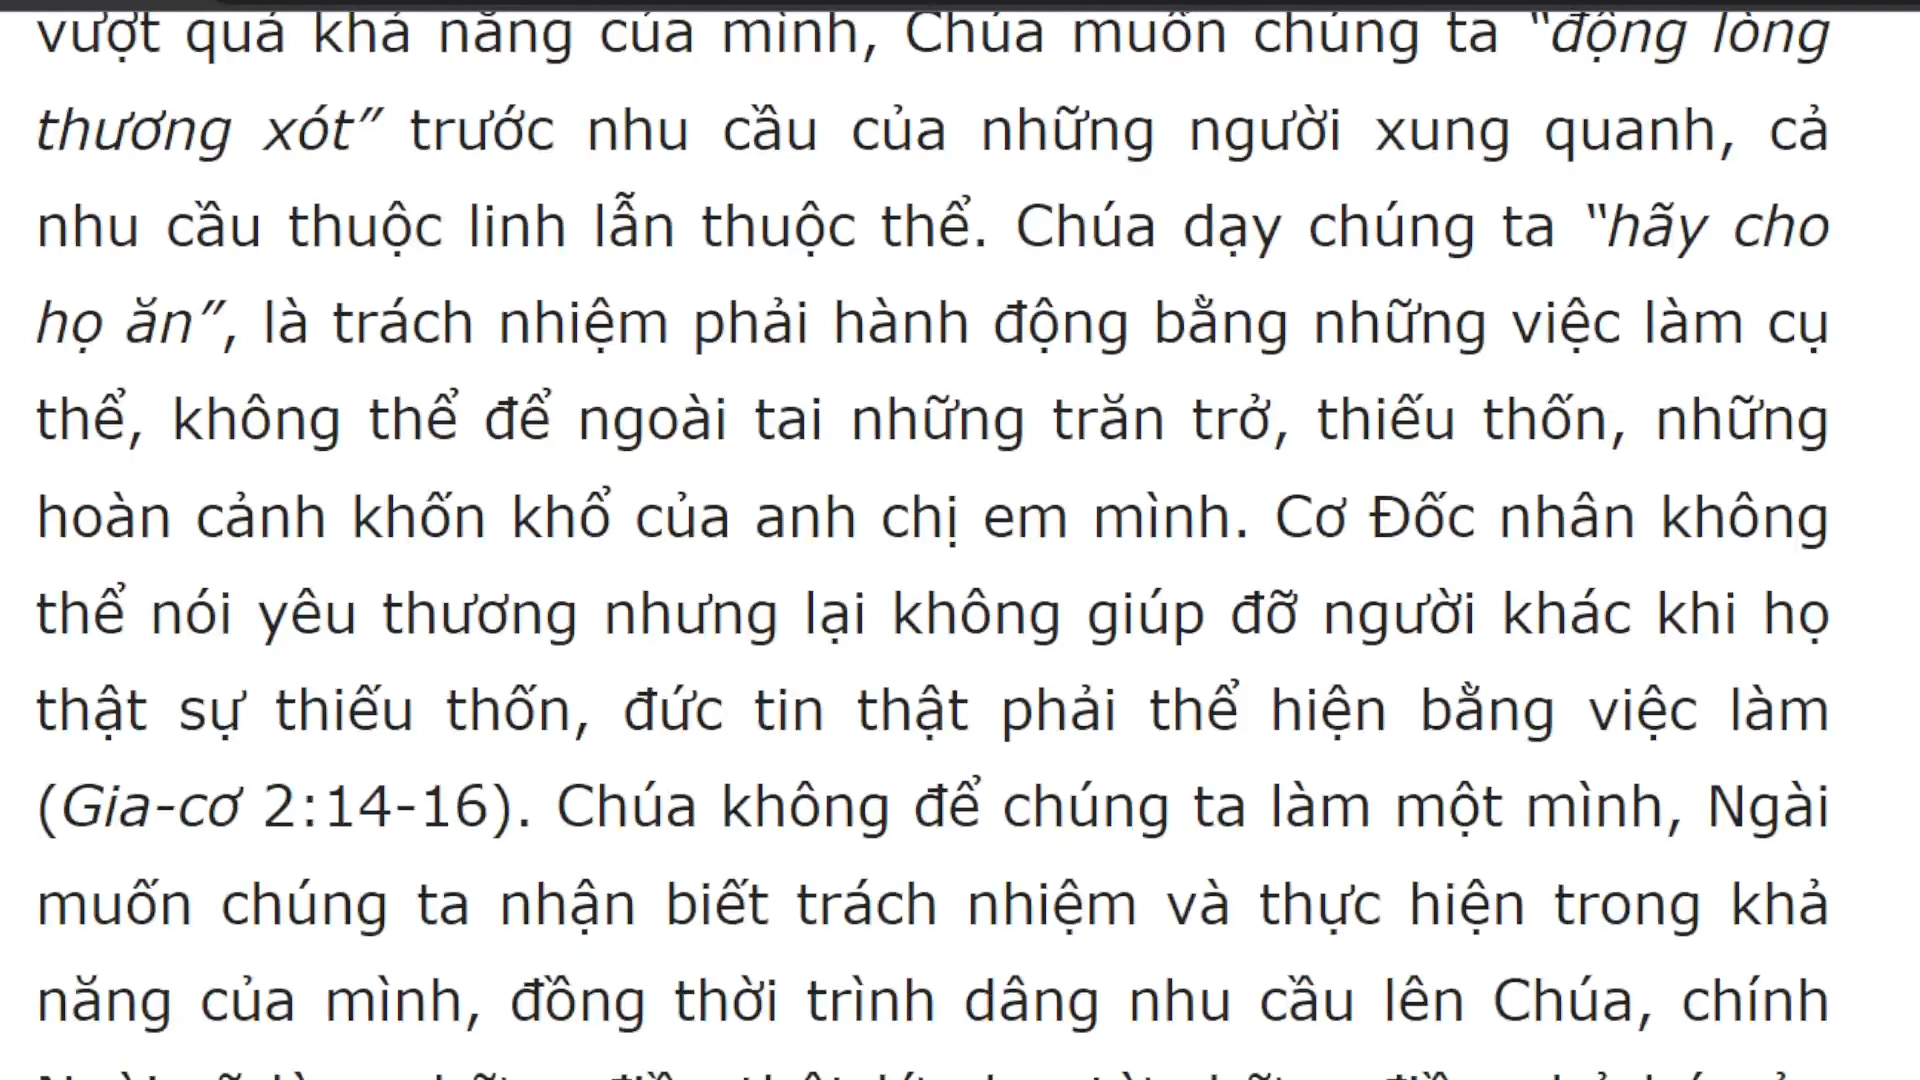 vượt quá khả năng của mình, Chúa muốn chúng ta “động lòng
thương xót” trước nhu cầu của những người xung quanh, cả
nhu cầu thuộc linh lẫn thuộc thể. Chúa dạy chúng ta “hãy cho
họ ăn”, là trách nhiệm phải hành động bằng những việc làm cụ
thể, không thể để ngoài tai những trăn trở, thiếu thốn, những
hoàn cảnh khốn khổ của anh chị em mình. Cơ Đốc nhân không
thể nói yêu thương nhưng lại không giúp đỡ người khác khi họ
thật sự thiếu thốn, đức tin thật phải thể hiện bằng việc làm
(Gia-cơ 2:14-16). Chúa không để chúng ta làm một mình, Ngài
muốn chúng ta nhận biết trách nhiệm và thực hiện trong khả
năng của mình, đồng thời trình dâng nhu cầu lên Chúa, chính